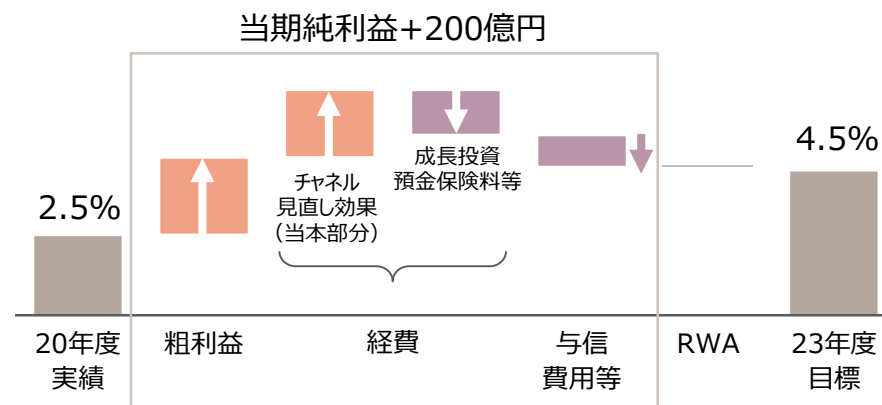 当期純利益+200億円
2.5%
チャネル
見直し効果
（当本部分）
成長投資
預金保険料等
4.5%
20年度
実績
粗利益
経費
与信
費用等
RWA
23年度
目標